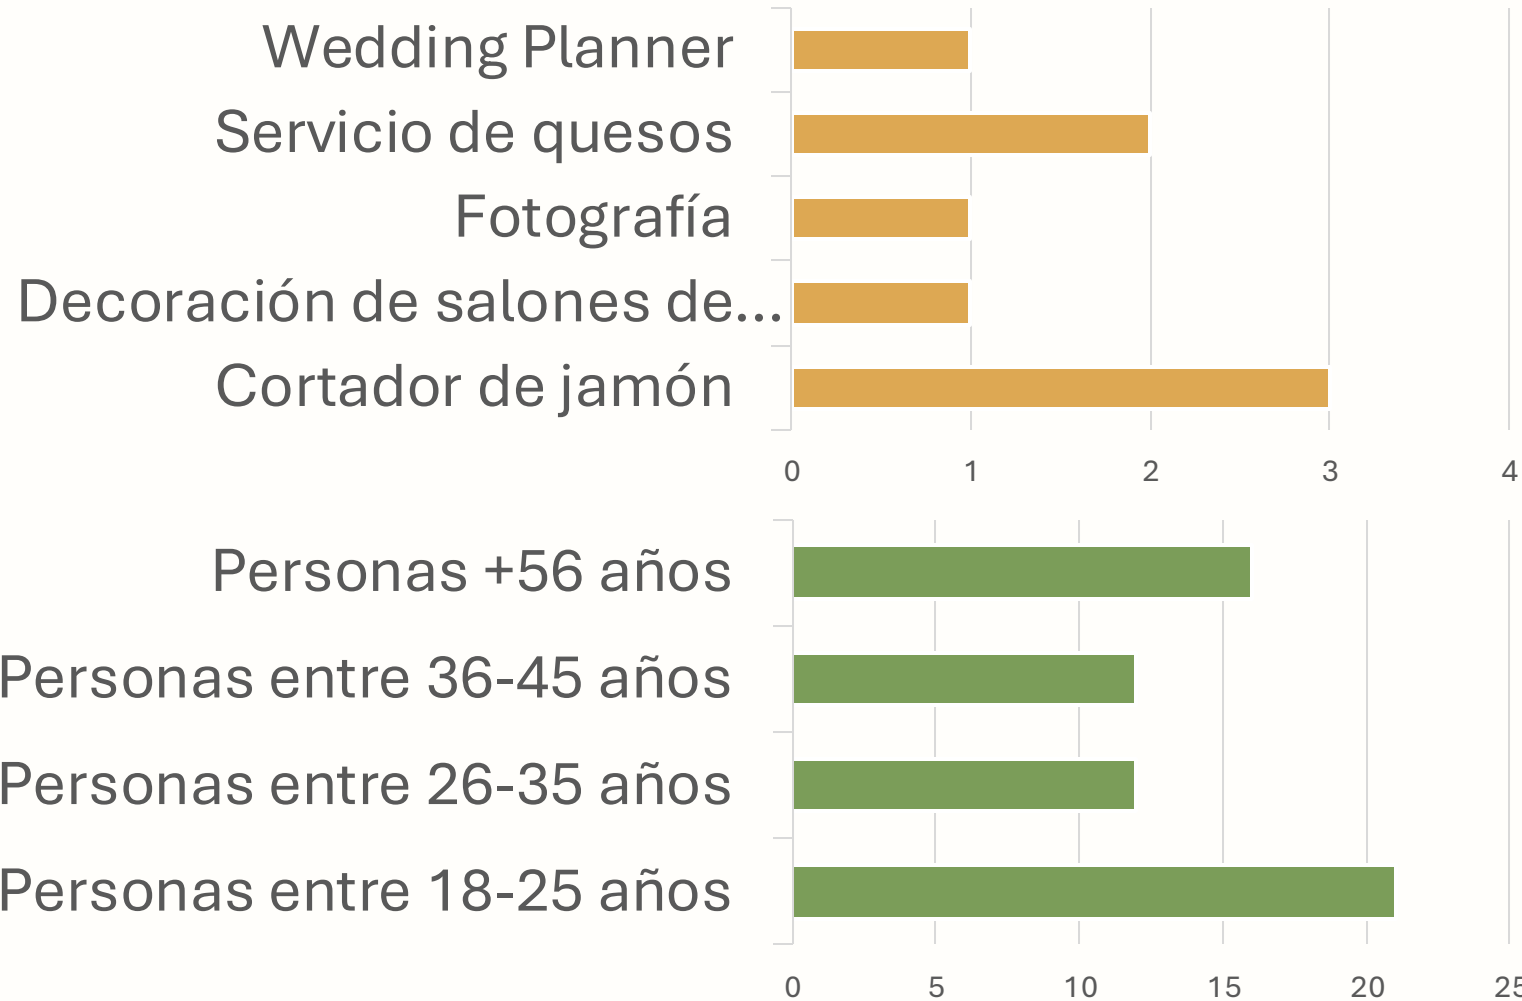 Wedding Planner
Servicio de quesos
Fotografía
Decoración de salones de...
Cortador de jamón
0 1 2 3 4
Personas +56 años
Personas entre 36-45 años
Personas entre 26-35 años
Personas entre 18-25 años
0 5 10 15 20 25